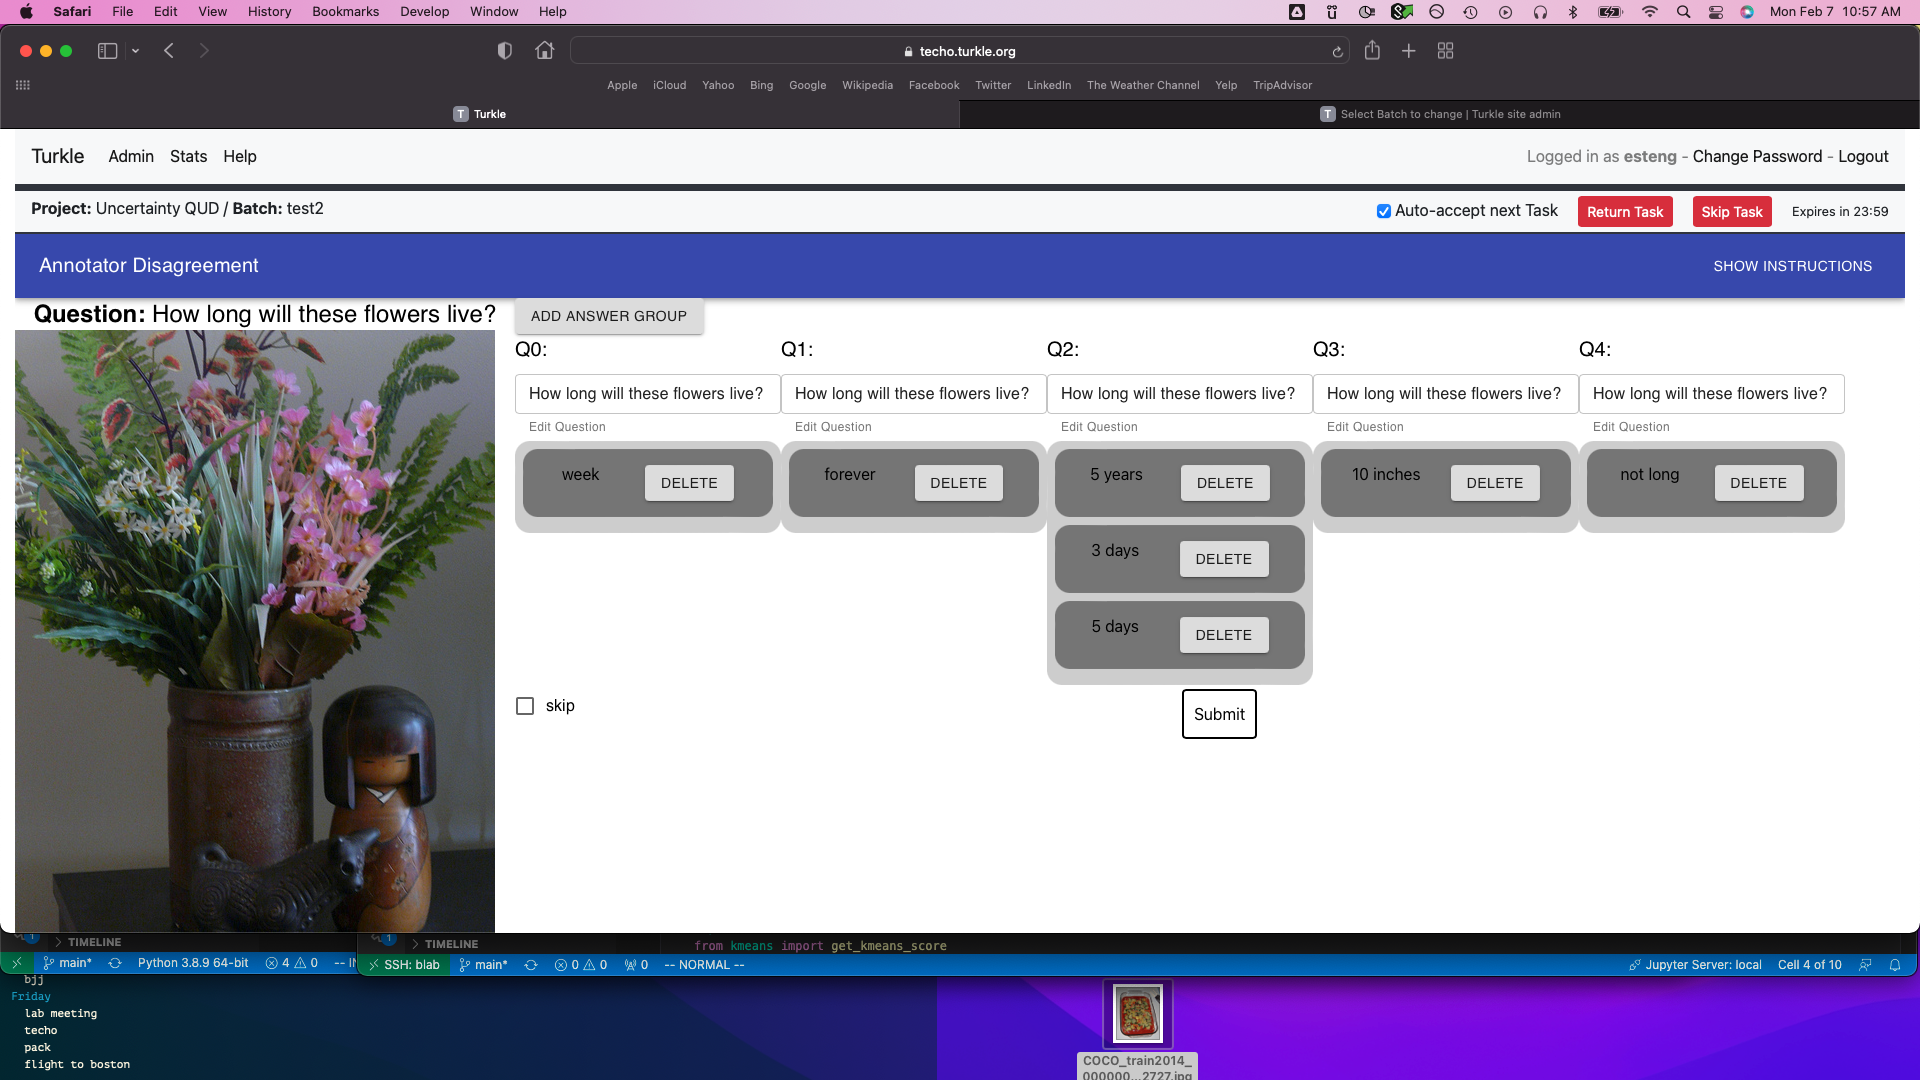 Safari File Edit View History Bookmarks Develop Window Help
Mon Feb 7 10:57 AM
techo.turkle.org
Apple iCloud Yahoo Bing Google Wikipedia Facebook Twitter LinkedIn The Weather Channel Yelp TripAdvisor
T Turkle
T Select Batch to change | Turkle site admin
Turkle Admin Stats Help
Logged in as esteng - Change Password - Logout
Project: Uncertainty QUD / Batch: test2
Auto-accept next Task Return Task Skip Task Expires in 23:59
Annotator Disagreement
SHOW INSTRUCTIONS
Question: How long will these flowers live?
ADD ANSWER GROUP
Q0: Q1: Q2: Q3: Q4:
How long will these flowers live? How long will these flowers live? How long will these flowers live? How long will these flowers live? How long will these flowers live?
Edit Question Edit Question Edit Question Edit Question Edit Question
week DELETE forever DELETE 5 years DELETE 10 inches DELETE not long DELETE
3 days DELETE
5 days DELETE
skip
Submit
1 TIMELINE 1 TIMELINE from kmeans import get_kmeans_score
main* Python 3.8.9 64-bit 4 0 -- IN SSH: blab main* 0 0 0 -- NORMAL -- Jupyter Server: local Cell 4 of 10
bjj
Friday
lab meeting
techo
pack
flight to boston
COCO_train2014_
000000...2727.jpg